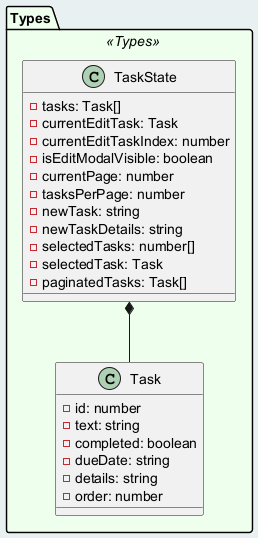 Types
«Types»
C TaskState
tasks: Task[]
currentEditTask: Task
currentEditTaskIndex: number
isEditModalVisible: boolean
currentPage: number
tasksPerPage: number
newTask: string
newTaskDetails: string
selectedTasks: number[]
selectedTask: Task
paginatedTasks: Task[]
C Task
id: number
text: string
completed: boolean
dueDate: string
details: string
order: number